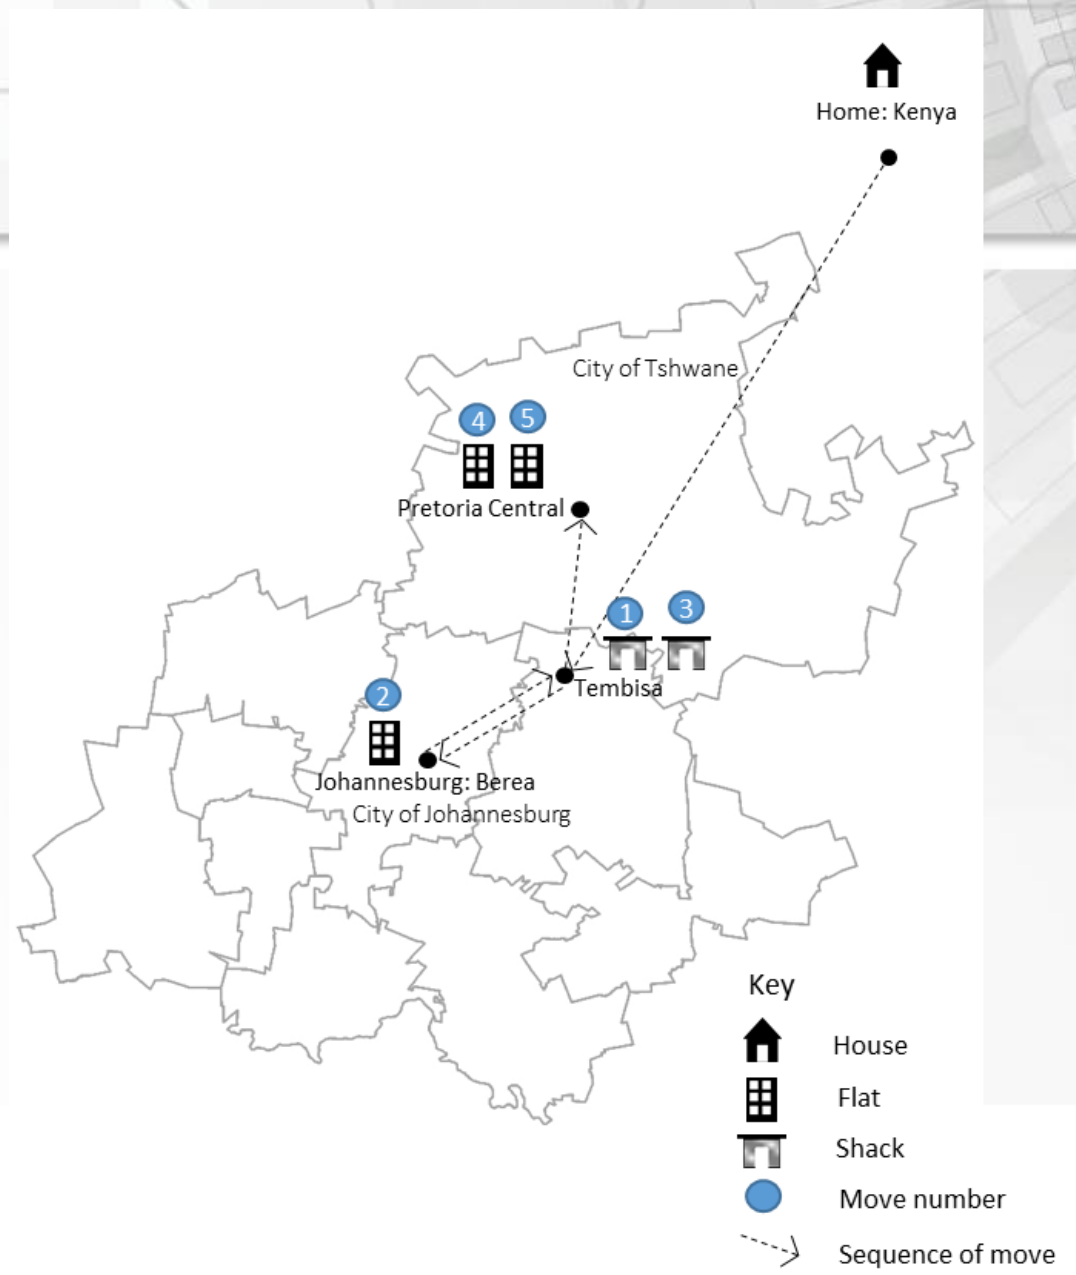 Home: Kenya
City of Tshwane
4 5
Pretoria Central
1 3
Tembisa
2
Johannesburg: Berea
City of Johannesburg
Key
House
Flat
Shack
Move number
Sequence of move